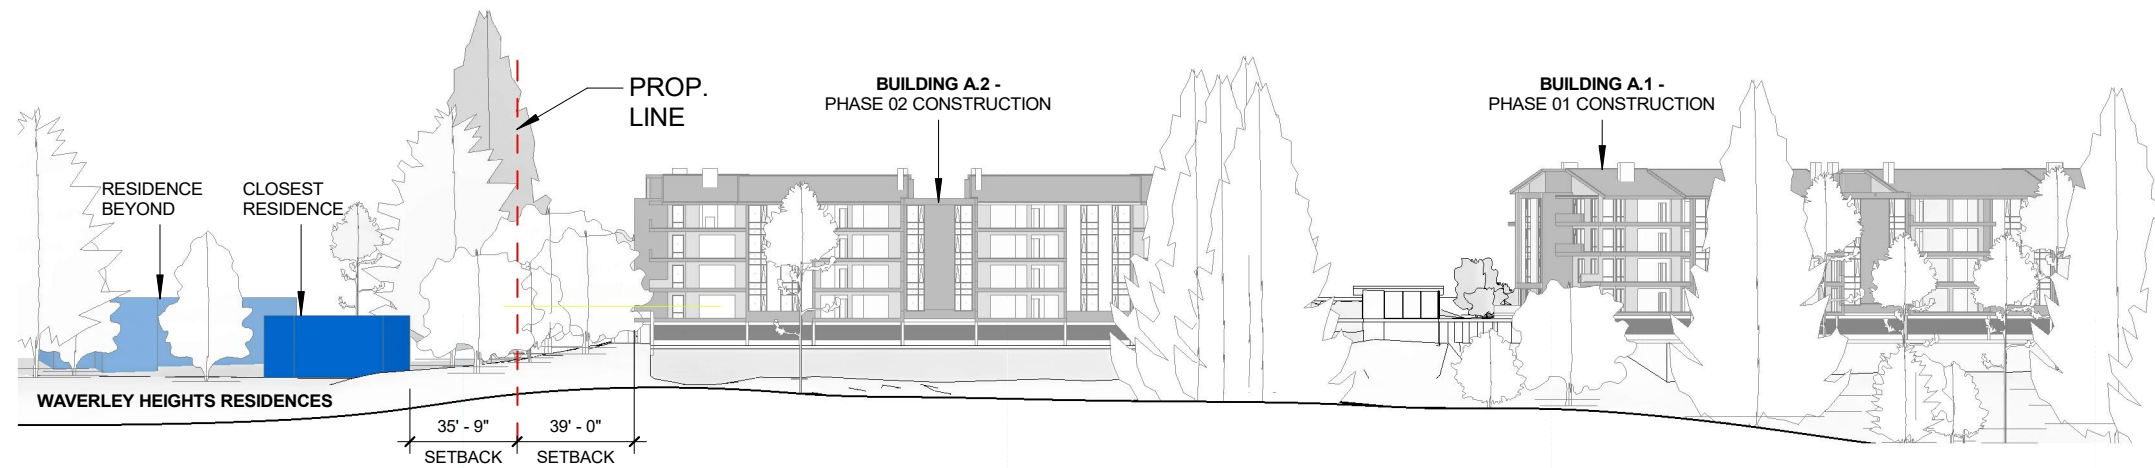 PROP.
LINE
BUILDING A.2 -
PHASE 02 CONSTRUCTION
BUILDING A.1 -
PHASE 01 CONSTRUCTION
RESIDENCE
BEYOND
CLOSEST
RESIDENCE
WAVERLEY HEIGHTS RESIDENCES
35' - 9"
39' - 0"
SETBACK
SETBACK